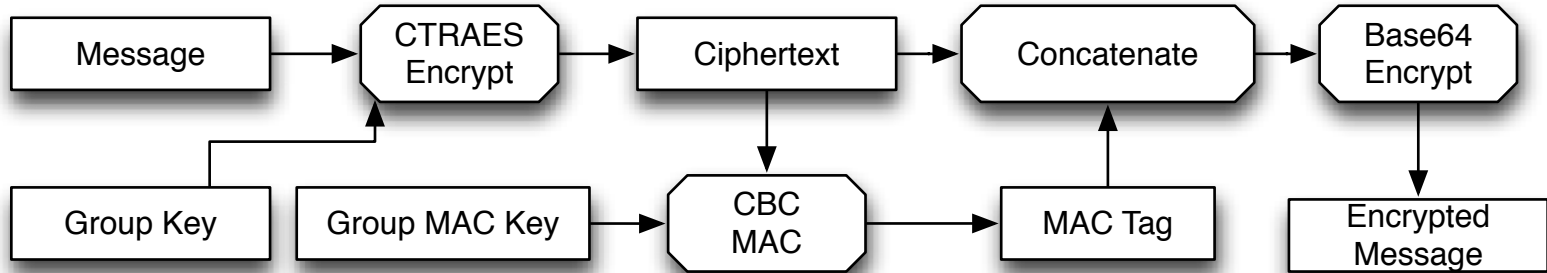 Message
CTRAES
Encrypt
Ciphertext
Concatenate
Base64
Encrypt
Group Key
Group MAC Key
CBC
MAC
MAC Tag
Encrypted
Message